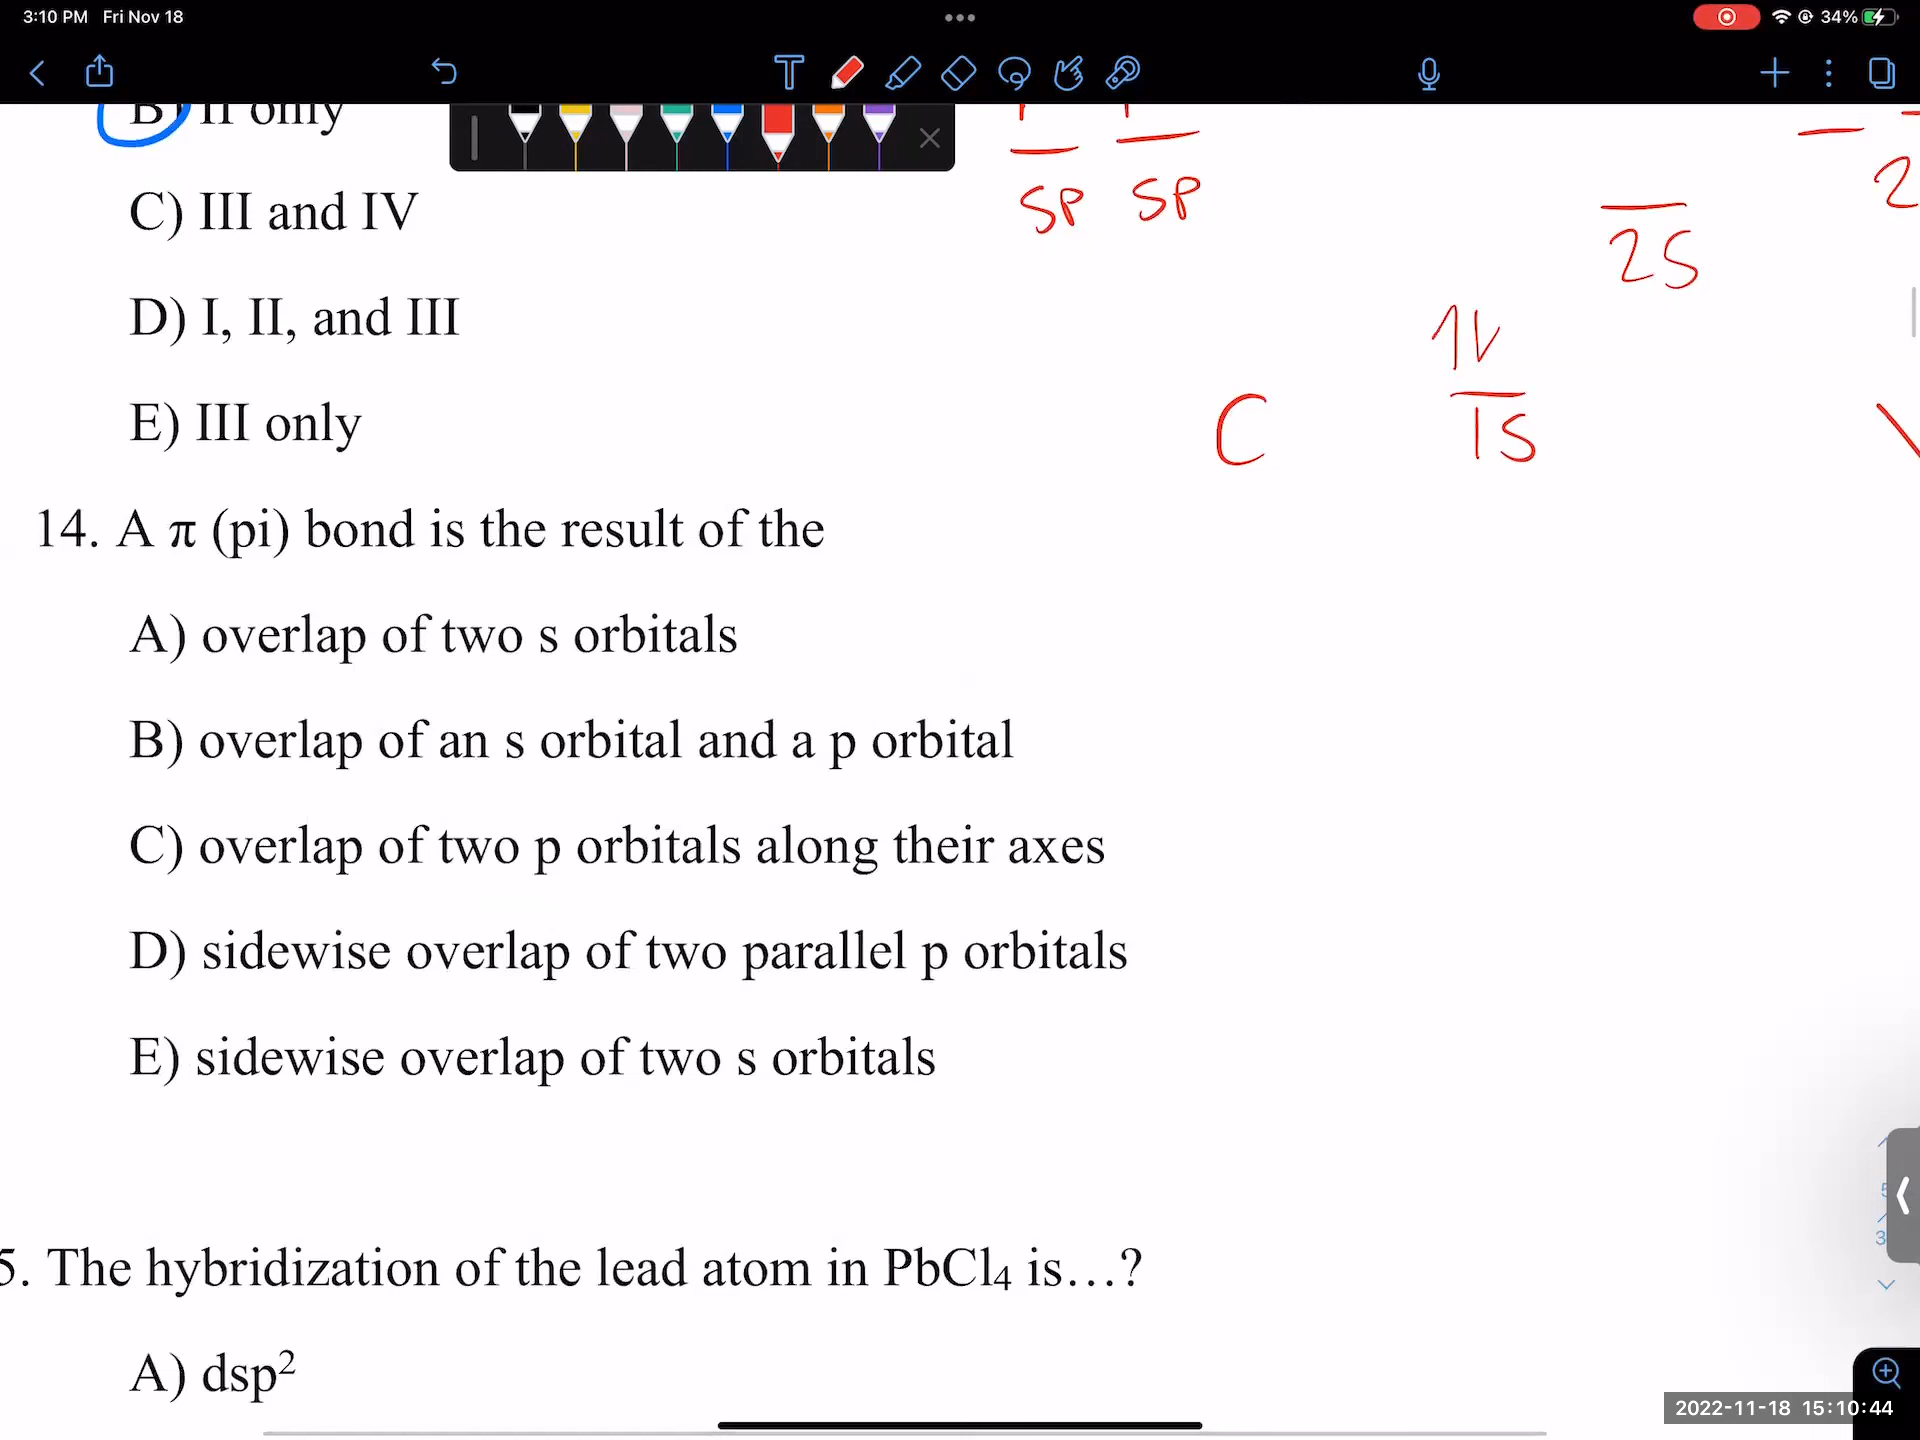 3:10 PM Fri Nov 18
34%
B) II only
C) III and IV
SP SP
2
2S
D) I, II, and III
1S
C
E) III only
14. A π (pi) bond is the result of the
A) overlap of two s orbitals
B) overlap of an s orbital and a p orbital
C) overlap of two p orbitals along their axes
D) sidewise overlap of two parallel p orbitals
E) sidewise overlap of two s orbitals
5. The hybridization of the lead atom in PbCl₄ is…?
A) dsp²
2022-11-18 15:10:44